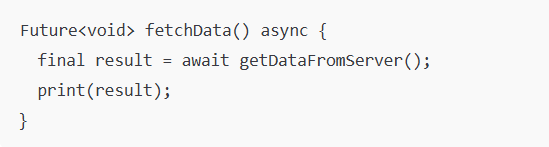 Future<void> fetchData() async {
  final result = await getDataFromServer();
  print(result);
}